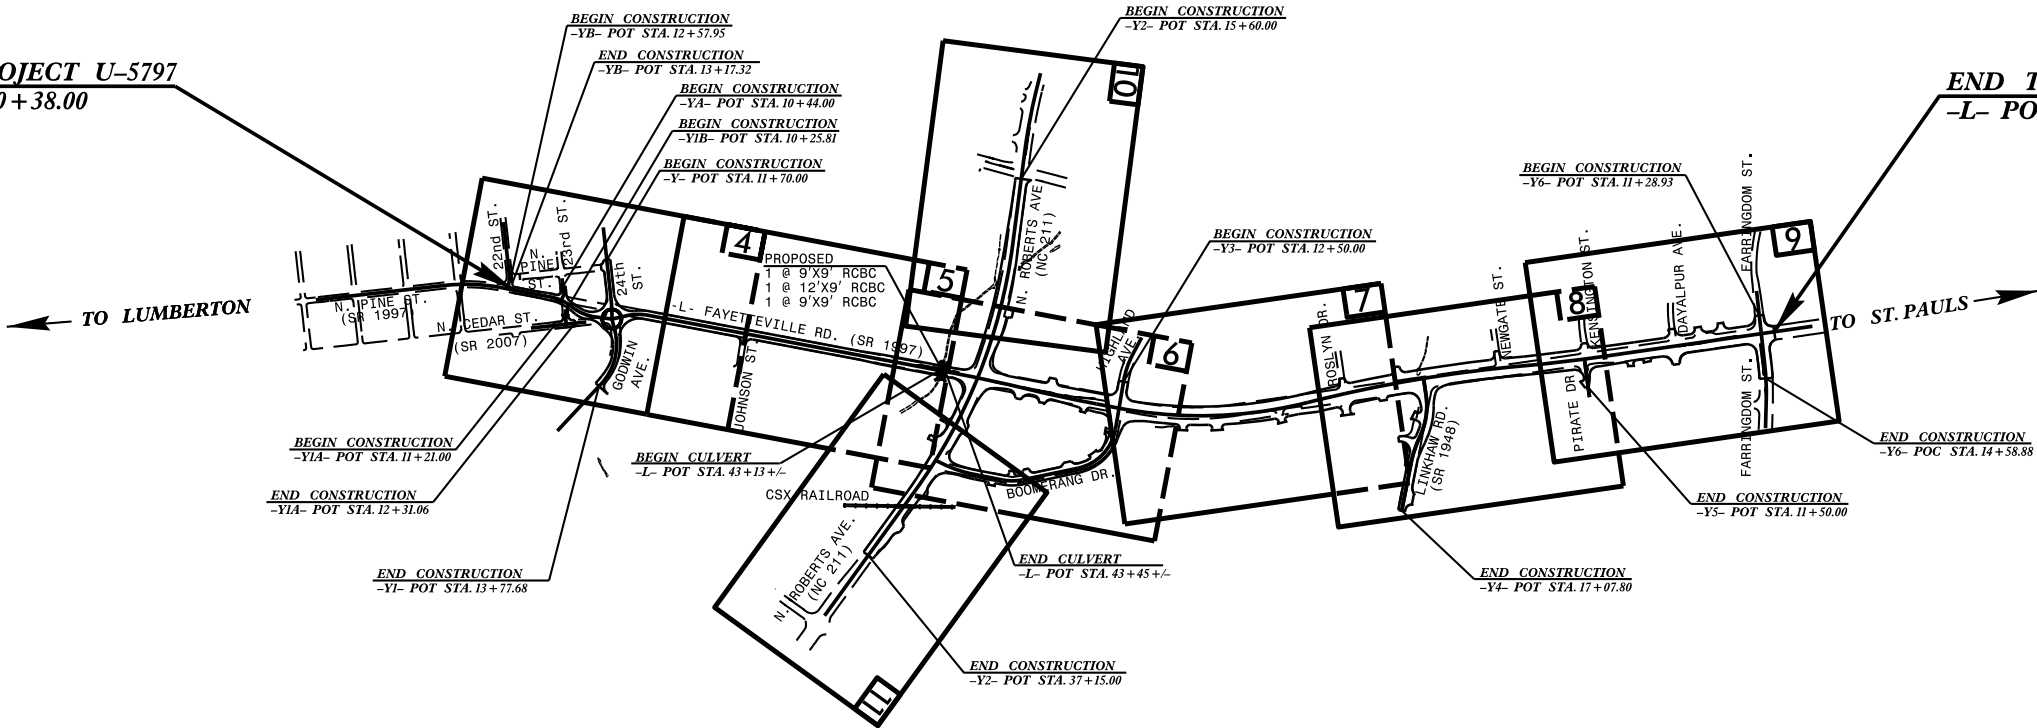 OJECT U–5797
0+38.00
BEGIN CONSTRUCTION
–YB– POT STA. 12+57.95
END CONSTRUCTION
–YB– POT STA. 13+17.32
BEGIN CONSTRUCTION
–YA– POT STA. 10+44.00
BEGIN CONSTRUCTION
–Y1B– POT STA. 10+25.81
BEGIN CONSTRUCTION
–Y– POT STA. 11+70.00
BEGIN CONSTRUCTION
–Y2– POT STA. 15+60.00
END T
–L– PO
BEGIN CONSTRUCTION
–Y6– POT STA. 11+28.93
BEGIN CONSTRUCTION
–Y3– POT STA. 12+50.00
PROPOSED
1 @ 9'X9' RCBC
1 @ 12'X9' RCBC
1 @ 9'X9' RCBC
4
5
6
7
8
9
10
11
22nd ST.
N.
PINE
ST.
23rd ST.
24th
ST.
N. PINE ST.
(SR 1997)
N. CEDAR ST.
(SR 2007)
GODWIN
AVE.
-L- FAYETTEVILLE RD. (SR 1997)
JOHNSON ST.
N. ROBERTS AVE
(NC 211)
HIGHLAND
AVE.
ROSLYN DR.
NEWGATE ST.
KENSINGTON ST.
DAYALPUR AVE.
FARRINGDOM ST.
TO LUMBERTON
TO ST. PAULS
LINKHAW RD.
(SR 1948)
PIRATE DR.
FARRINGDOM ST.
BOOMERANG DR.
CSX RAILROAD
N. ROBERTS AVE.
(NC 211)
BEGIN CONSTRUCTION
–Y1A– POT STA. 11+21.00
END CONSTRUCTION
–Y1A– POT STA. 12+31.06
END CONSTRUCTION
–Y1– POT STA. 13+77.68
BEGIN CULVERT
–L– POT STA. 43+13+/–
END CULVERT
–L– POT STA. 43+45+/–
END CONSTRUCTION
–Y2– POT STA. 37+15.00
END CONSTRUCTION
–Y4– POT STA. 17+07.80
END CONSTRUCTION
–Y5– POT STA. 11+50.00
END CONSTRUCTION
–Y6– POC STA. 14+58.88